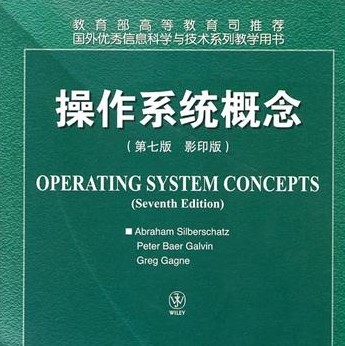 教育部高等教育司推荐
国外优秀信息科学与技术系列教学用书
操作系统概念
（第七版 影印版）
OPERATING SYSTEM CONCEPTS
(Seventh Edition)
■ Abraham Silberschatz
Peter Baer Galvin
Greg Gagne
WILEY